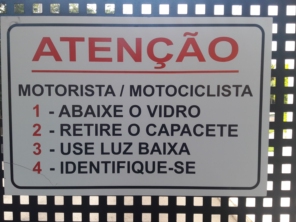 ATENÇÃO
MOTORISTA / MOTOCICLISTA
1 - ABAIXE O VIDRO
2 - RETIRE O CAPACETE
3 - USE LUZ BAIXA
4 - IDENTIFIQUE-SE